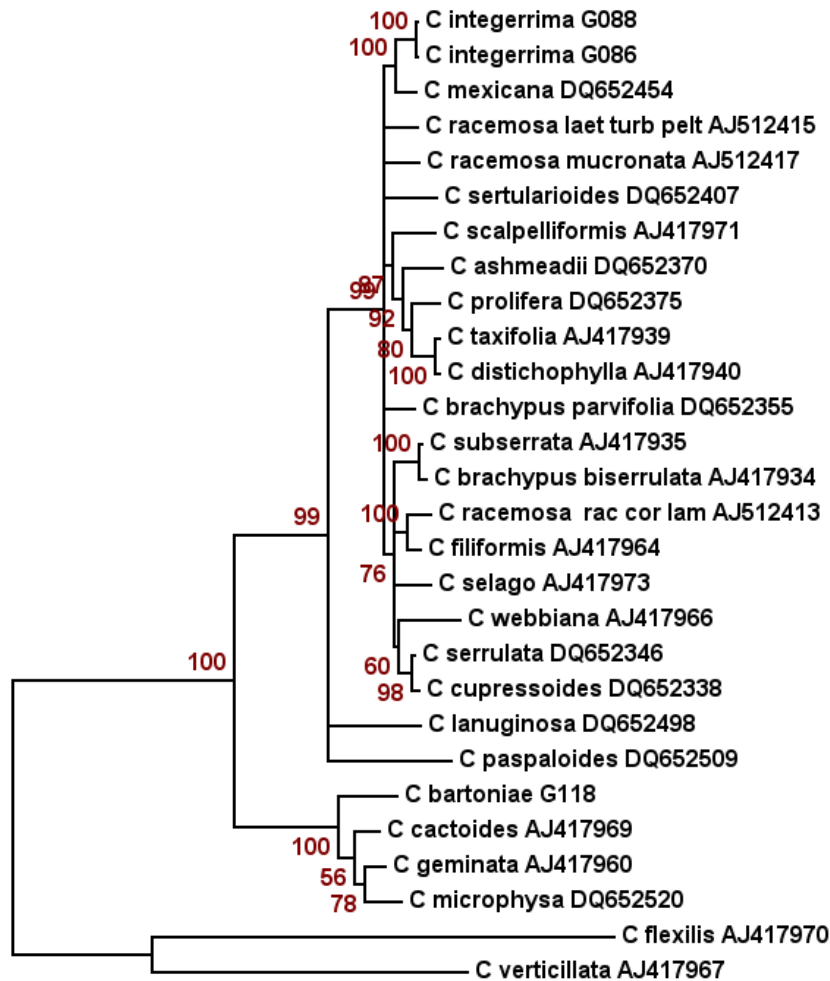 100 C integerrima G088
100 C integerrima G086
C mexicana DQ652454
C racemosa laet turb pelt AJ512415
C racemosa mucronata AJ512417
C sertularioides DQ652407
C scalpelliformis AJ417971
C ashmeadii DQ652370
99 87 C prolifera DQ652375
92 C taxifolia AJ417939
80
100 C distichophylla AJ417940
C brachypus parvifolia DQ652355
100 C subserrata AJ417935
C brachypus biserrulata AJ417934
100 C racemosa rac cor lam AJ512413
99 C filiformis AJ417964
76 C selago AJ417973
C webbiana AJ417966
100 C serrulata DQ652346
60
98 C cupressoides DQ652338
C lanuginosa DQ652498
C paspaloides DQ652509
C bartoniae G118
C cactoides AJ417969
100 C geminata AJ417960
56
78 C microphysa DQ652520
C flexilis AJ417970
C verticillata AJ417967